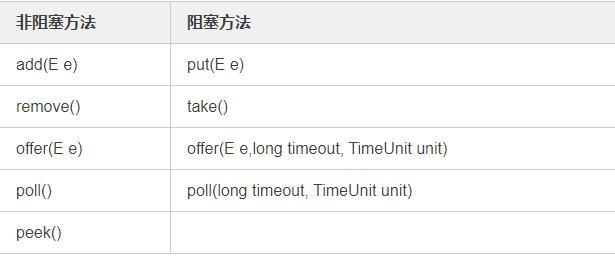 非阻塞方法 阻塞方法
add(E e) put(E e)
remove() take()
offer(E e) offer(E e,long timeout, TimeUnit unit)
poll() poll(long timeout, TimeUnit unit)
peek()